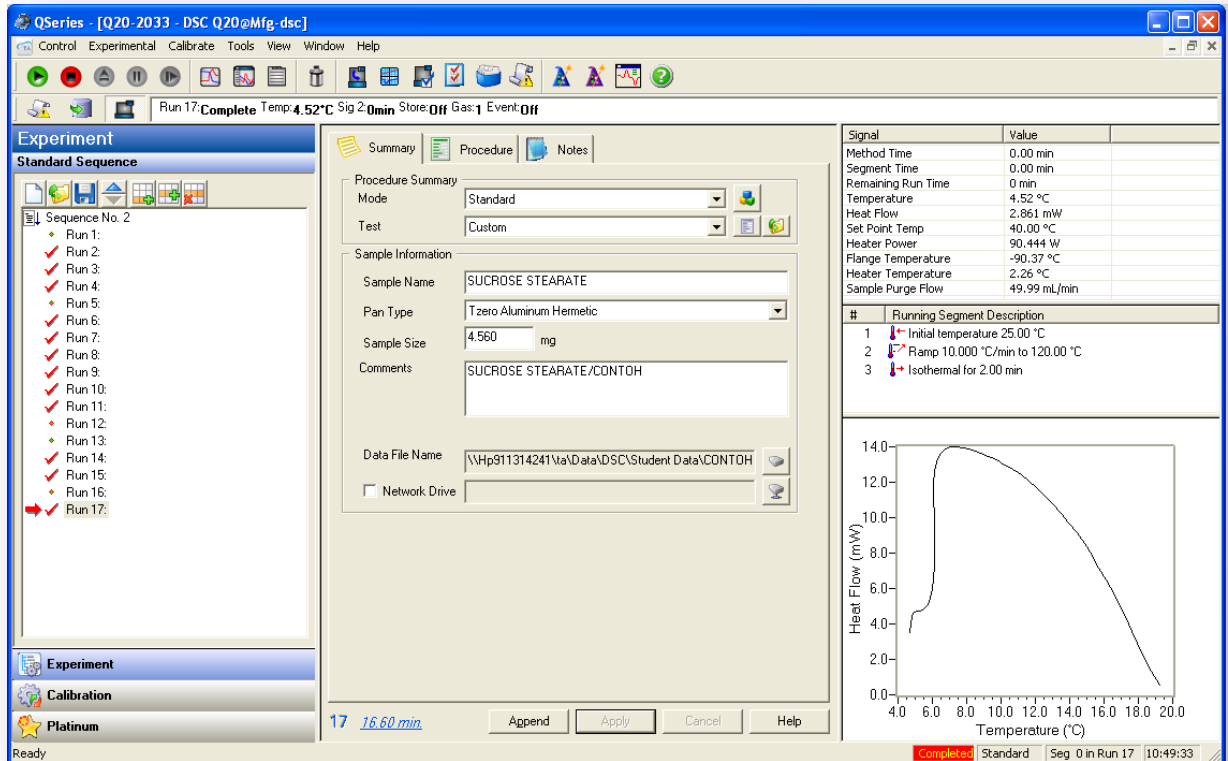 QSeries - [Q20-2033 - DSC Q20@Mfg-dsc]
Control Experimental Calibrate Tools View Window Help
Run 17:Complete Temp:4.52°C Sig 2:0min Store:Off Gas:1 Event:Off
Experiment
Standard Sequence
Sequence No. 2
Run 1:
Run 2:
Run 3:
Run 4:
Run 5:
Run 6:
Run 7:
Run 8:
Run 9:
Run 10:
Run 11:
Run 12:
Run 13:
Run 14:
Run 15:
Run 16:
Run 17:
Experiment
Calibration
Platinum
Summary Procedure Notes
Procedure Summary
Mode Standard
Test Custom
Sample Information
Sample Name SUCROSE STEARATE
Pan Type Tzero Aluminum Hermetic
Sample Size 4.560 mg
Comments SUCROSE STEARATE/CONTOH
Data File Name \\Hp911314241\ta\Data\DSC\Student Data\CONTOH
Network Drive
17 16.60 min. Append Apply Cancel Help
Signal Value
Method Time 0.00 min
Segment Time 0.00 min
Remaining Run Time 0 min
Temperature 4.52 °C
Heat Flow 2.861 mW
Set Point Temp 40.00 °C
Heater Power 90.444 W
Flange Temperature -90.37 °C
Heater Temperature 2.26 °C
Sample Purge Flow 49.99 mL/min
# Running Segment Description
1 Initial temperature 25.00 °C
2 Ramp 10.000 °C/min to 120.00 °C
3 Isothermal for 2.00 min
14.0
12.0
10.0
8.0
6.0
4.0
2.0
0.0
Heat Flow (mW)
4.0 6.0 8.0 10.0 12.0 14.0 16.0 18.0 20.0
Temperature (°C)
Ready Completed Standard Seg 0 in Run 17 10:49:33